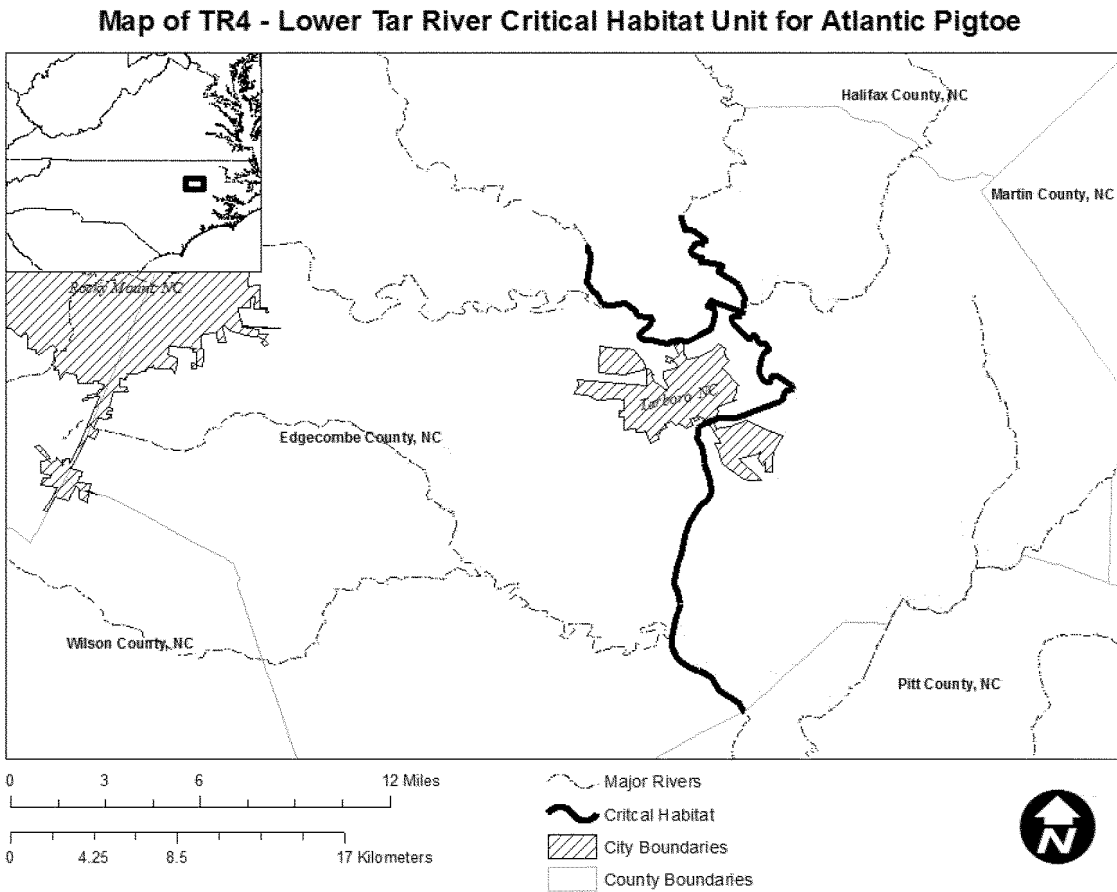 Map of TR4 - Lower Tar River Critical Habitat Unit for Atlantic Pigtoe
Halifax County, NC
Martin County, NC
Rocky Mount, NC
Tarboro NC
Edgecombe County, NC
Wilson County, NC
Pitt County, NC
0 3 6 12 Miles
0 4.25 8.5 17 Kilometers
Major Rivers
Critcal Habitat
City Boundaries
County Boundaries
N